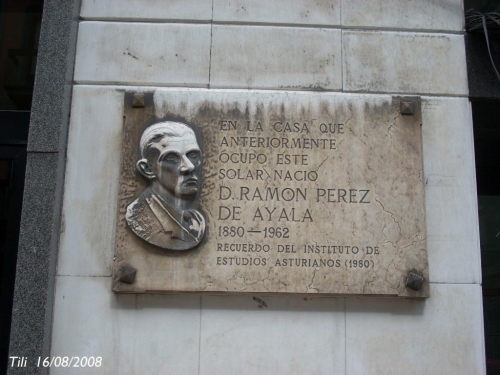 EN LA CASA QUE
ANTERIORMENTE
OCUPO ESTE
SOLAR NACIO
D. RAMON PEREZ
DE AYALA
1880 — 1962
RECUERDO DEL INSTITUTO DE
ESTUDIOS ASTURIANOS (1980)
Tili 16/08/2008